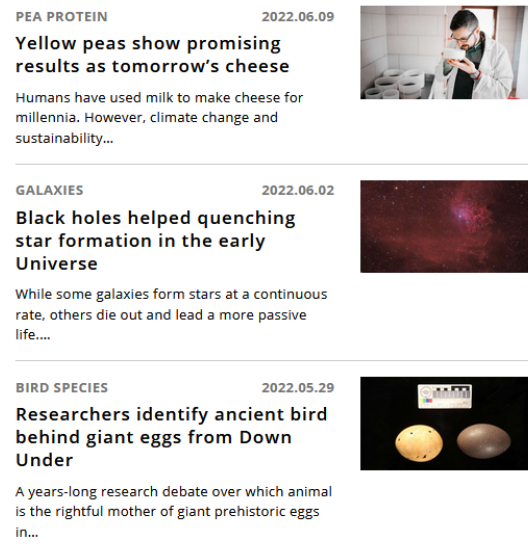 PEA PROTEIN 2022.06.09
Yellow peas show promising
results as tomorrow’s cheese
Humans have used milk to make cheese for
millennia. However, climate change and
sustainability...
GALAXIES 2022.06.02
Black holes helped quenching
star formation in the early
Universe
While some galaxies form stars at a continuous
rate, others die out and lead a more passive
life....
BIRD SPECIES 2022.05.29
Researchers identify ancient bird
behind giant eggs from Down
Under
A years-long research debate over which animal
is the rightful mother of giant prehistoric eggs
in...